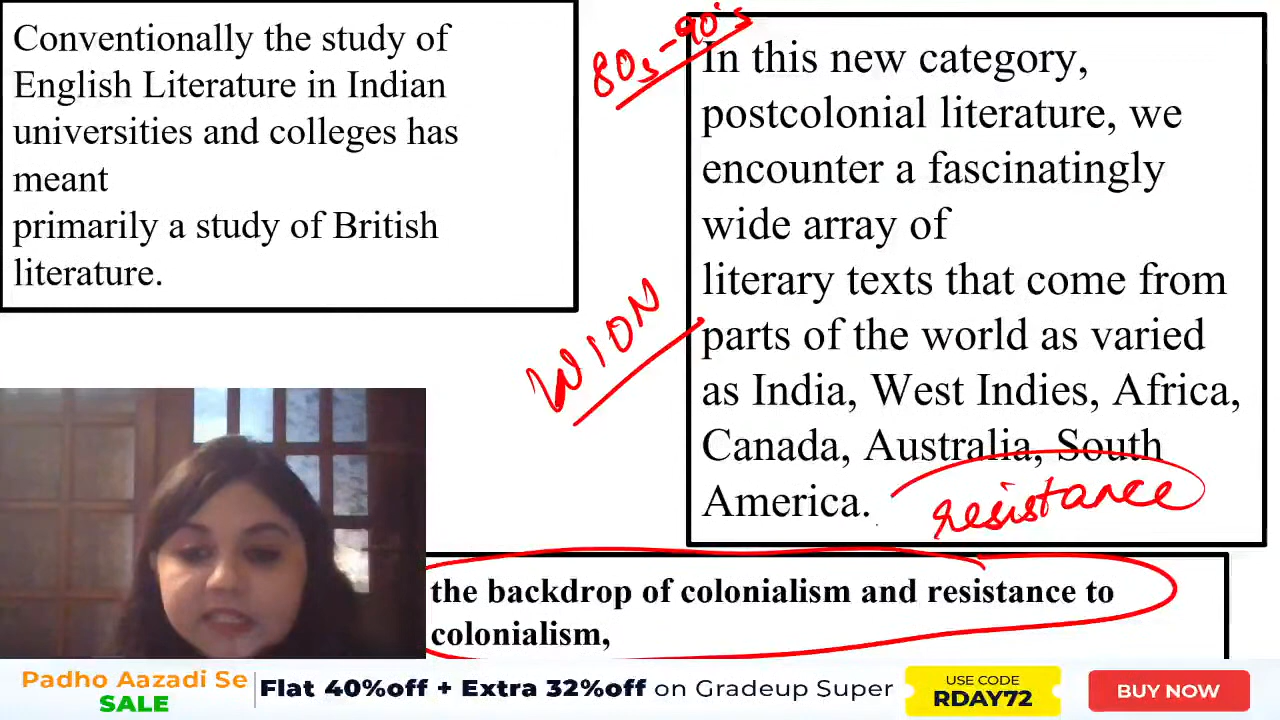 Conventionally the study of
English Literature in Indian
universities and colleges has
meant
primarily a study of British
literature.
80s-90's
In this new category,
postcolonial literature, we
encounter a fascinatingly
wide array of
literary texts that come from
parts of the world as varied
as India, West Indies, Africa,
Canada, Australia, South
America.
WION
resistance
the backdrop of colonialism and resistance to
colonialism,
Padho Aazadi Se
SALE
Flat 40%off + Extra 32%off on Gradeup Super
USE CODE
RDAY72
BUY NOW